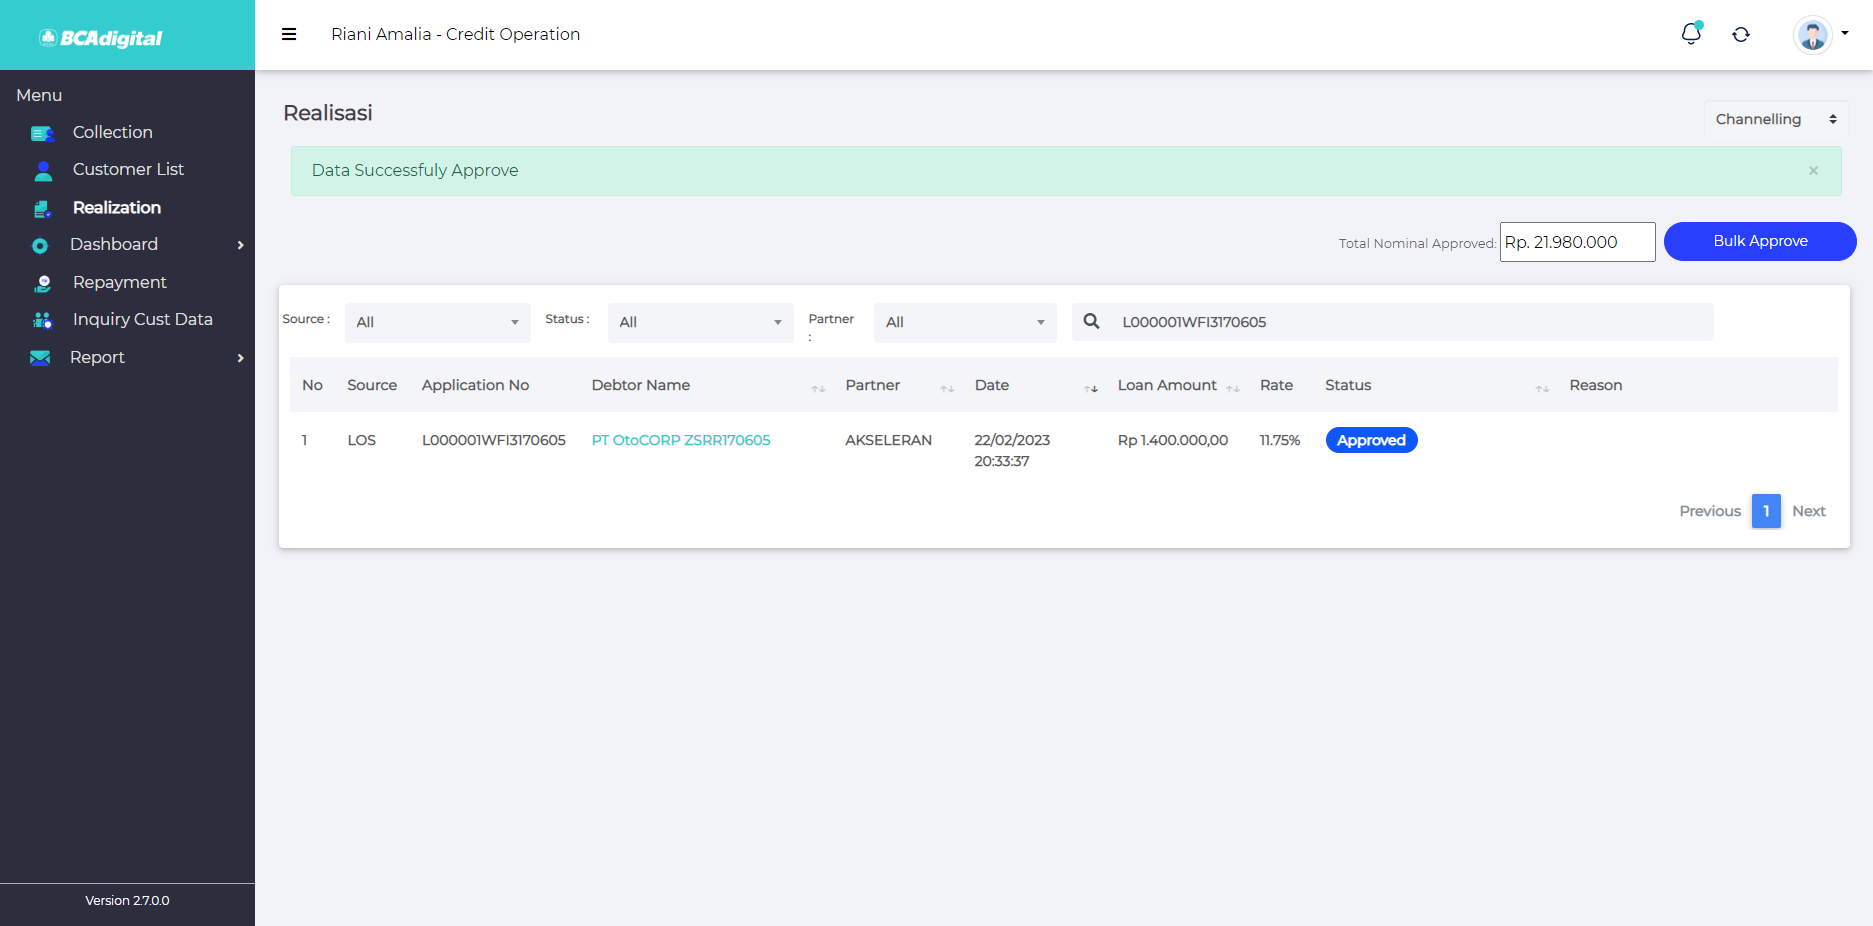 BCAdigital
Riani Amalia - Credit Operation
Menu
Collection
Customer List
Realization
Dashboard
Repayment
Inquiry Cust Data
Report
Version 2.7.0.0
Realisasi
Channelling
Data Successfuly Approve
×
Total Nominal Approved: Rp. 21.980.000
Bulk Approve
Source : All Status : All Partner : All L000001WFI3170605
No Source Application No Debtor Name Partner Date Loan Amount Rate Status Reason
1 LOS L000001WFI3170605 PT OtoCORP ZSRR170605 AKSELERAN 22/02/2023 Rp 1.400.000,00 11.75% Approved
20:33:37
Previous 1 Next